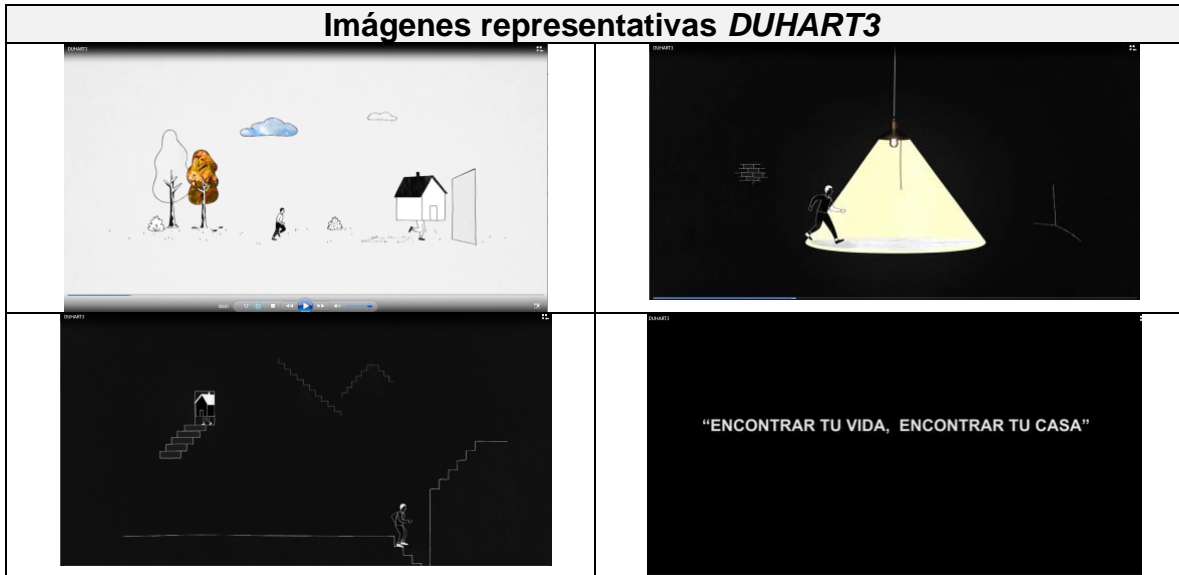 Imágenes representativas DUHART3
DUHART3
DUHART3
DUHART3
DUHART3
“ENCONTRAR TU VIDA, ENCONTRAR TU CASA”